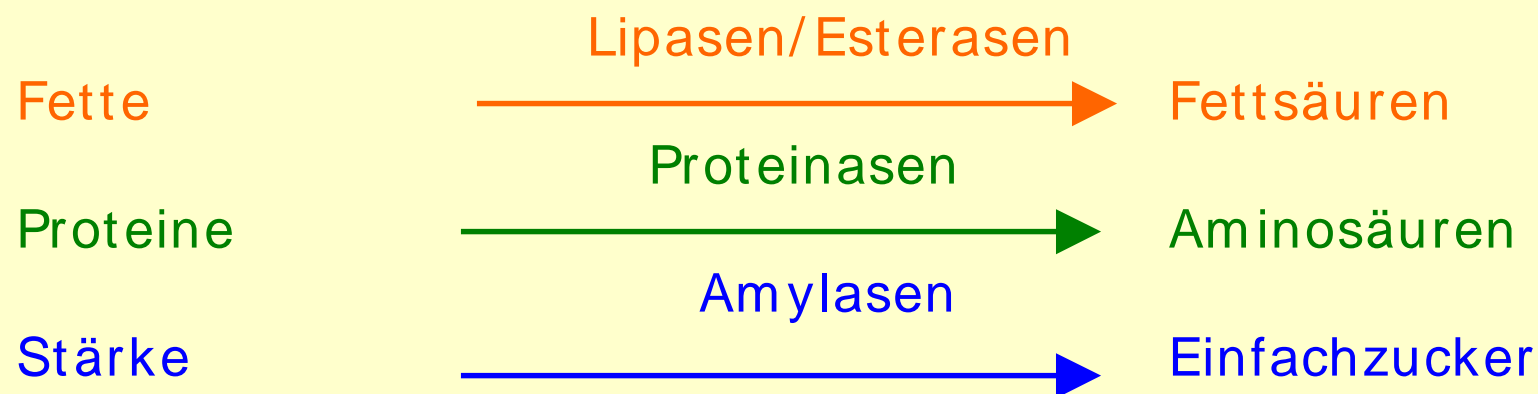 Lipasen/Esterasen
Fette Fettsäuren
Proteinasen
Proteine Aminosäuren
Amylasen
Stärke Einfachzucker